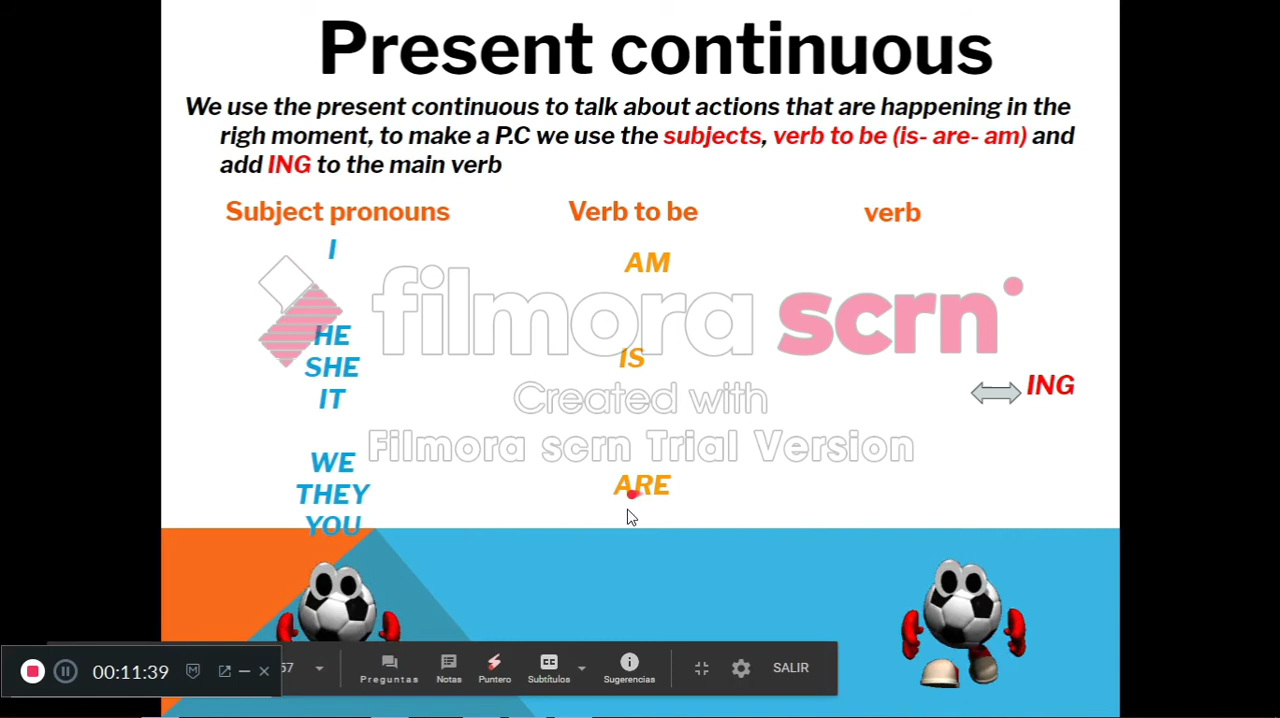 Present continuous
We use the present continuous to talk about actions that are happening in the
righ moment, to make a P.C we use the subjects, verb to be (is- are- am) and
add ING to the main verb
Subject pronouns Verb to be verb
I
AM
filmora scrn
HE
IS
SHE
ING
IT
Created with
Filmora scrn Trial Version
WE
ARE
THEY
YOU
00:11:39
57
Preguntas Notas Puntero Subtítulos Sugerencias
SALIR